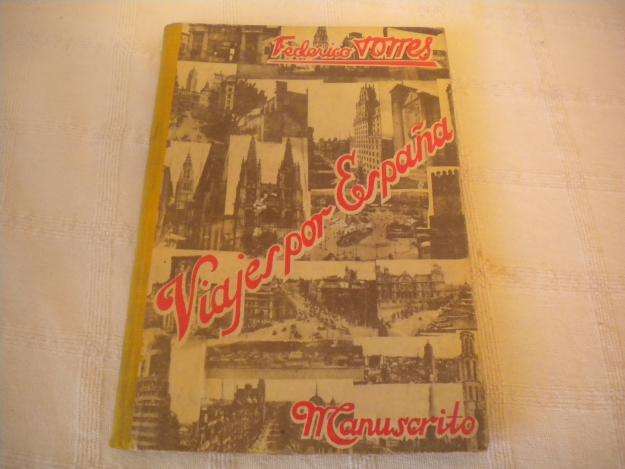 Federico TORRES
Viajes por España
Manuscrito